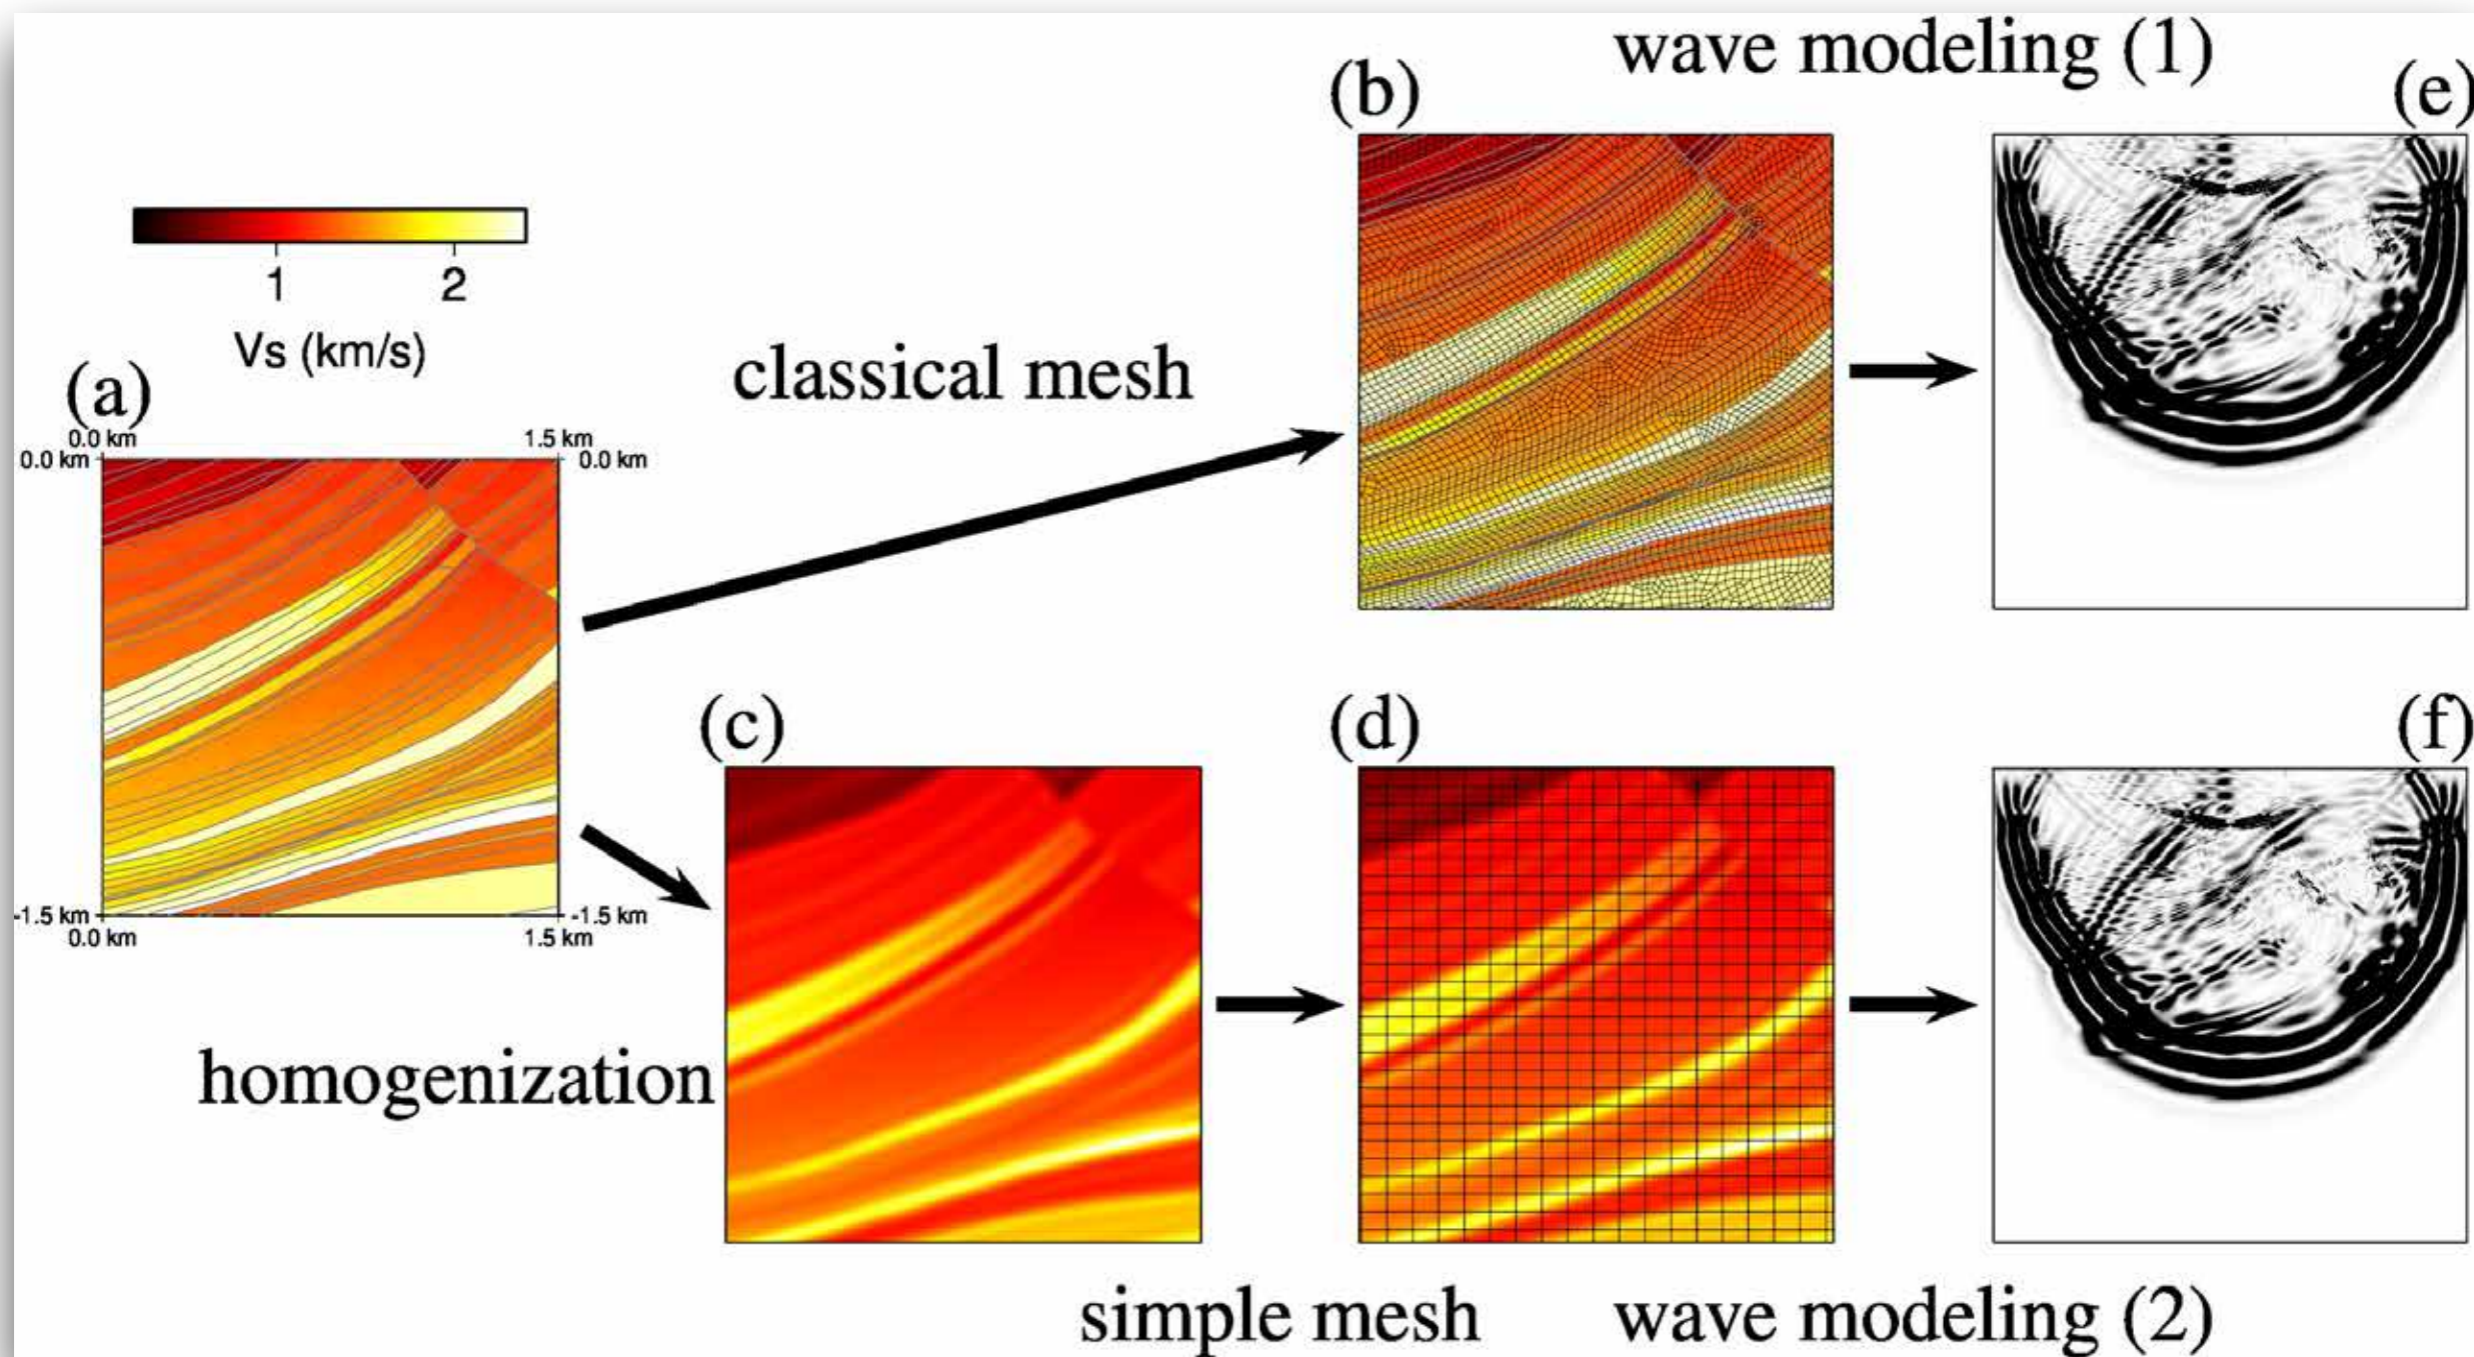 wave modeling (1)
(b)
(e)
1
2
Vs (km/s)
(a)
0.0 km
1.5 km
0.0 km
0.0 km
classical mesh
-1.5 km
-1.5 km
0.0 km
1.5 km
(c)
(d)
(f)
homogenization
simple mesh
wave modeling (2)